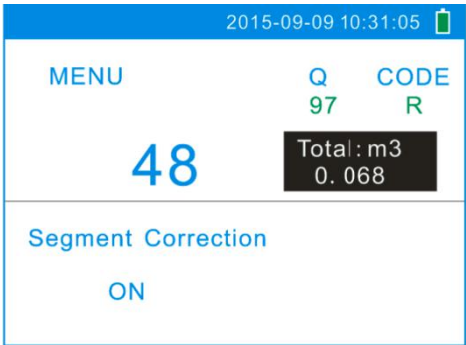 2015-09-09 10:31:05
MENU Q CODE
97 R
48 Total: m3
0. 068
Segment Correction
ON